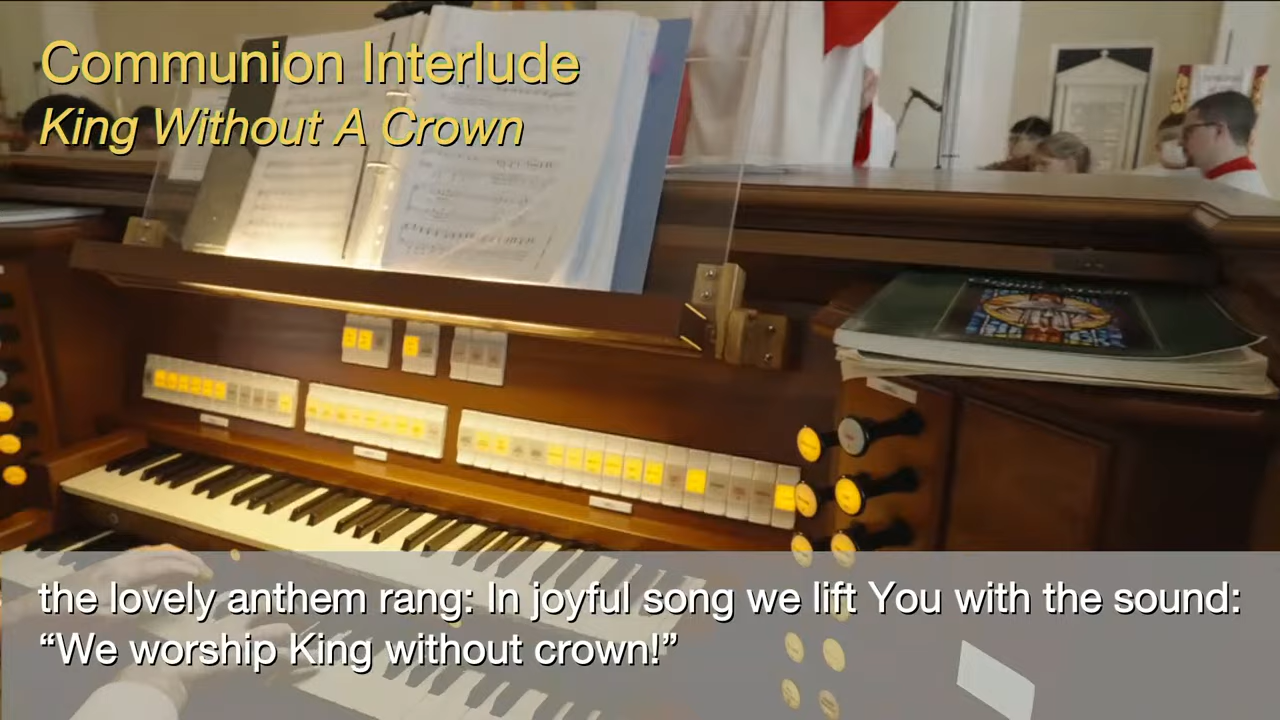 Communion Interlude
King Without A Crown
the lovely anthem rang: In joyful song we lift You with the sound:
“We worship King without crown!”